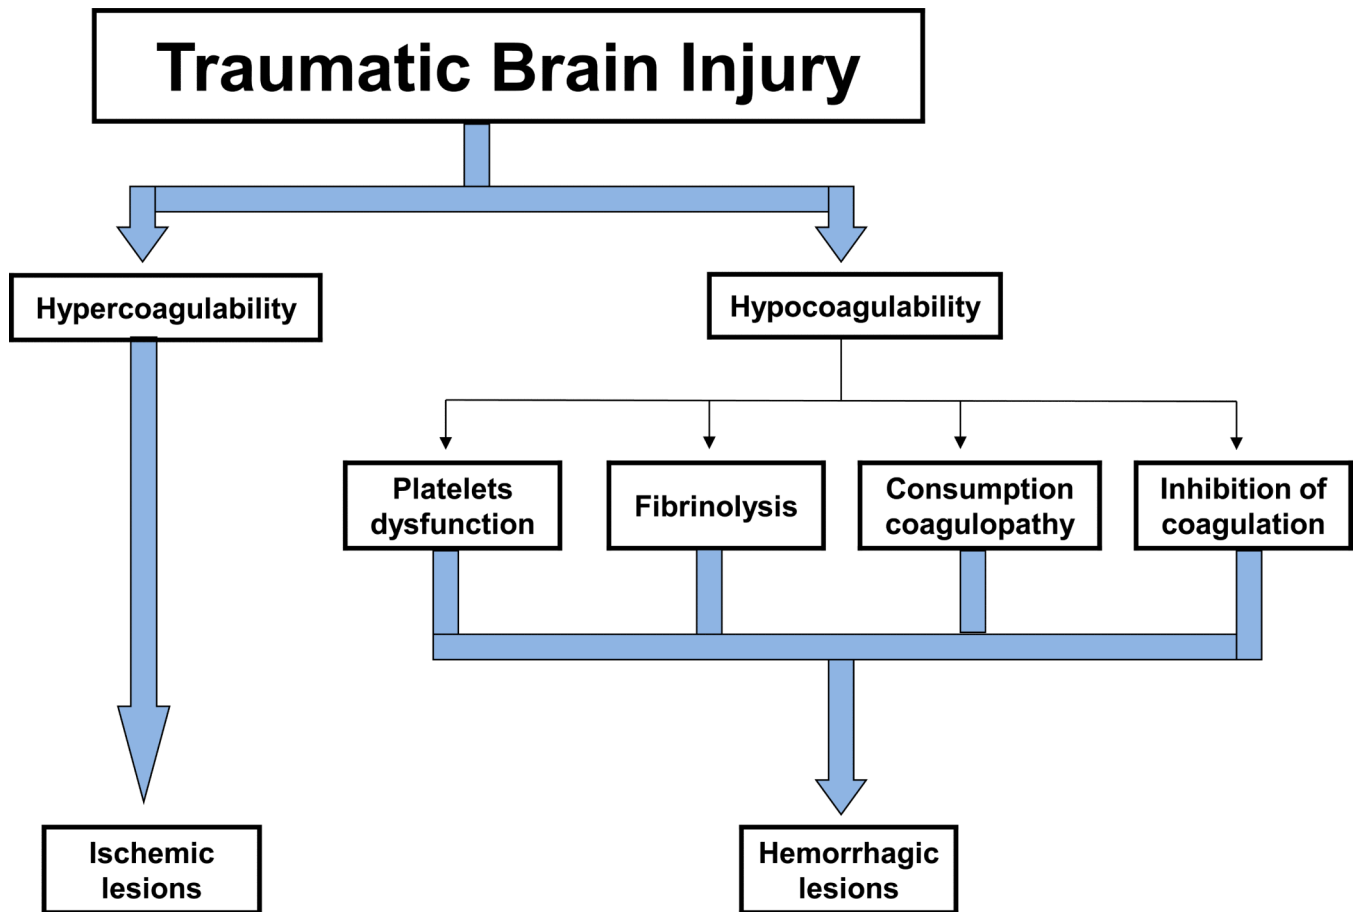 Traumatic Brain Injury
Hypercoagulability
Hypocoagulability
Platelets
dysfunction
Fibrinolysis
Consumption
coagulopathy
Inhibition of
coagulation
Ischemic
lesions
Hemorrhagic
lesions